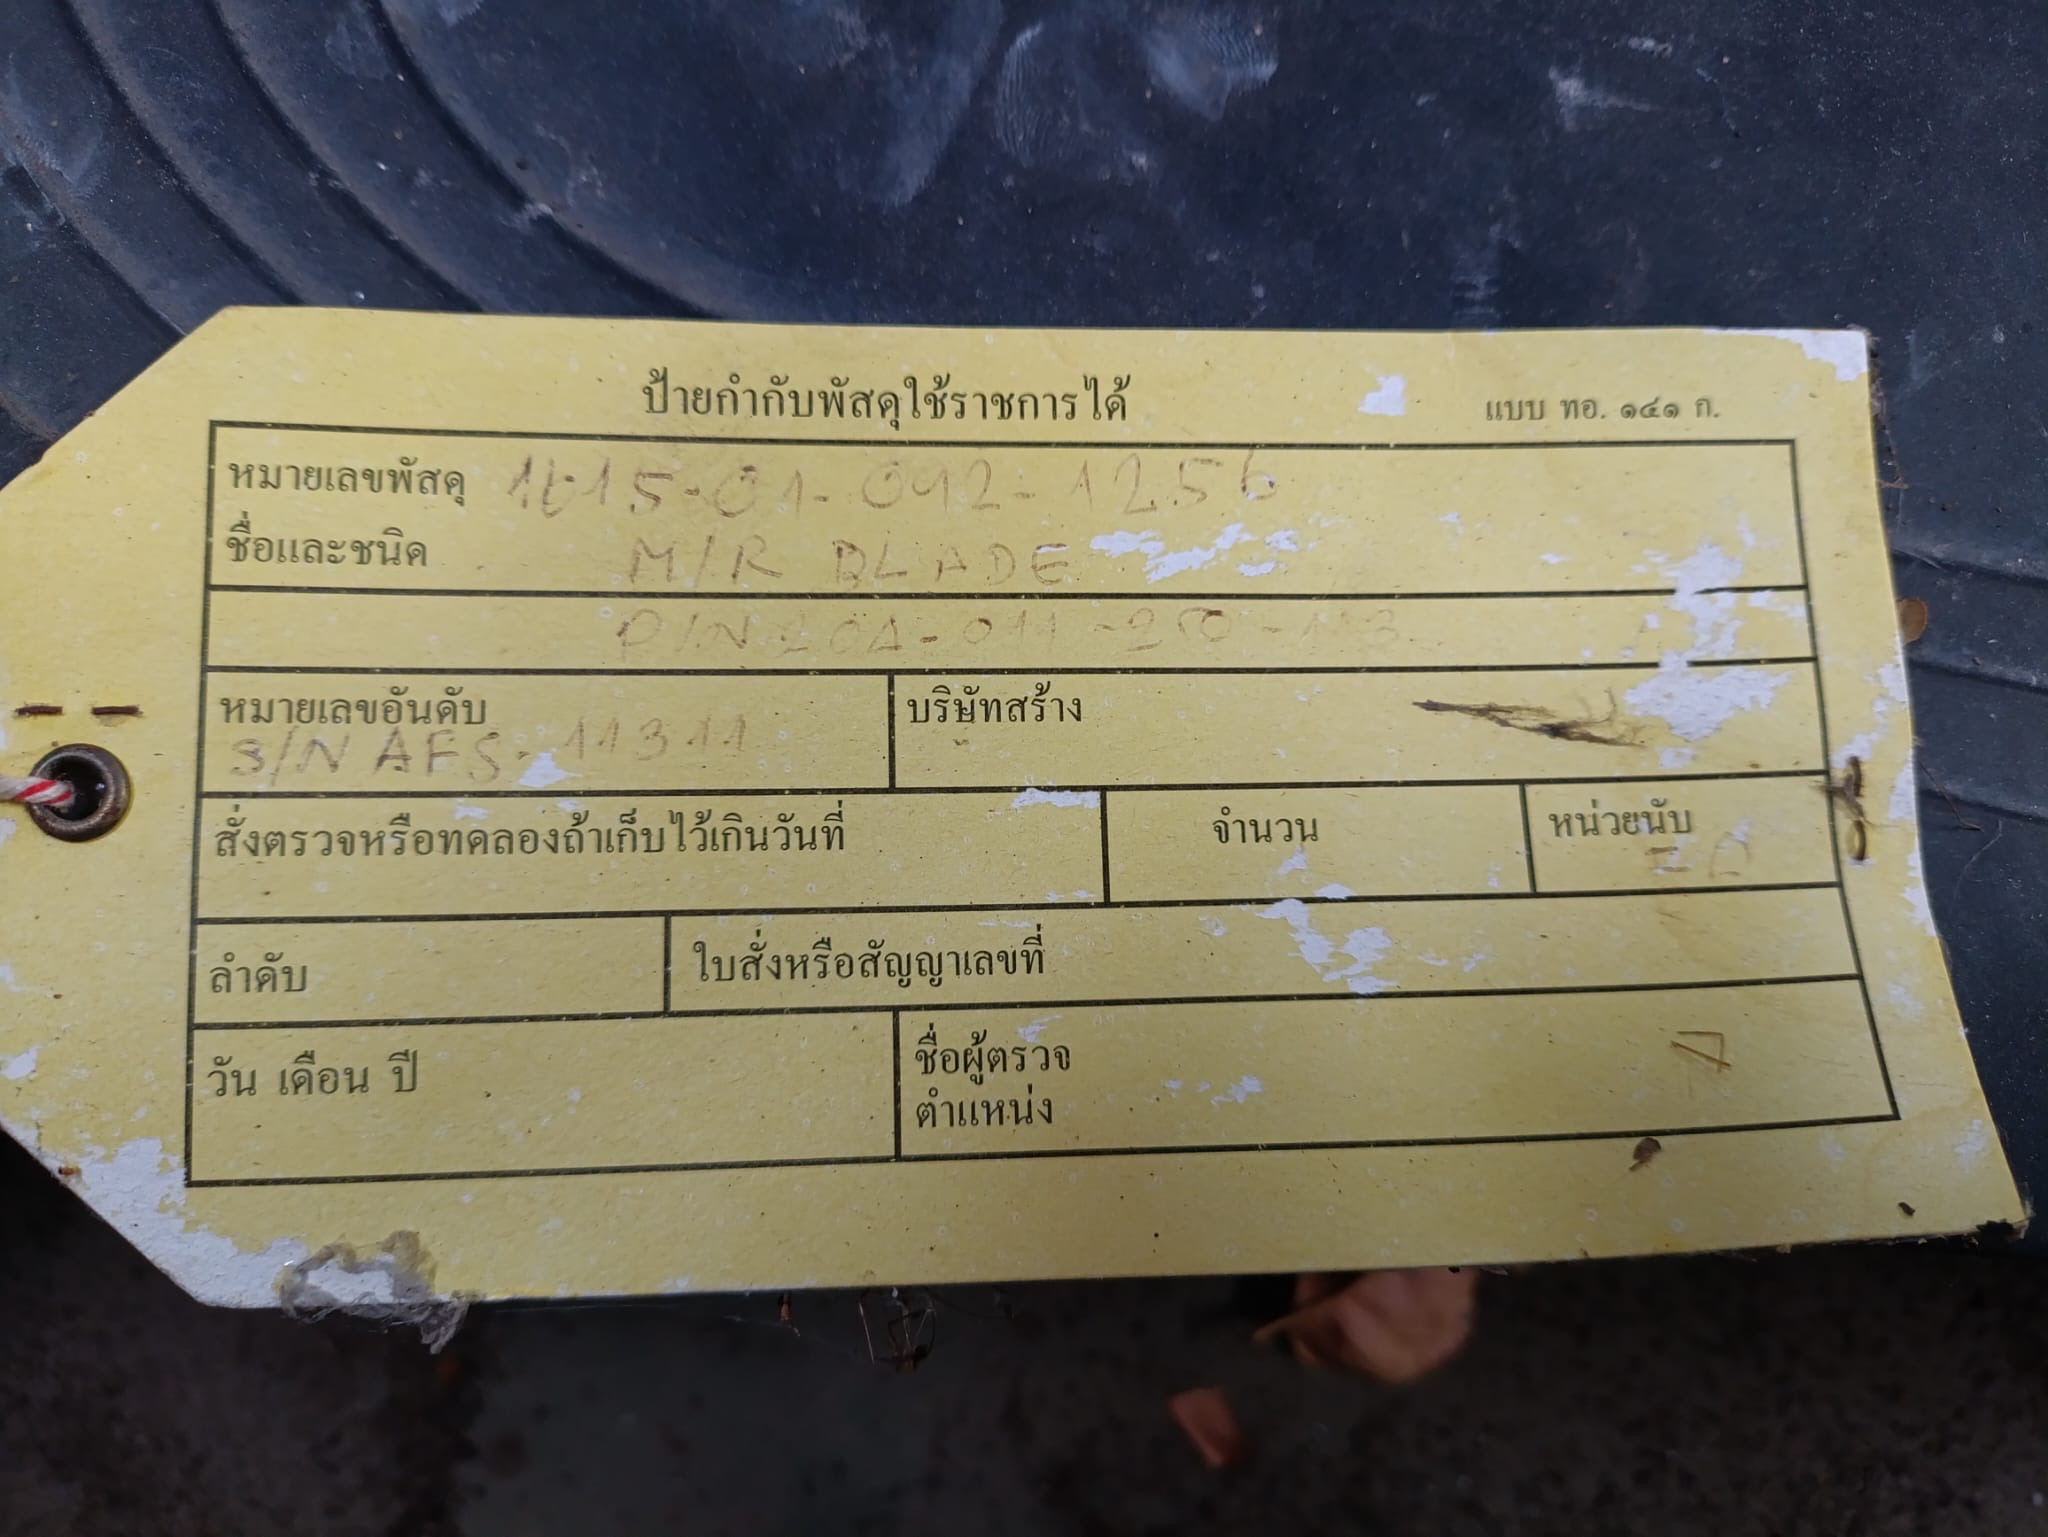 ป้ายกำกับพัสดุใช้ราชการได้
แบบ ทอ. ๑๔๑ ก.
หมายเลขพัสดุ 1615-01-092-1256
ชื่อและชนิด M/R BLADE
P/N 204-011-250-113
หมายเลขอันดับ
S/N AFS-11311
บริษัทสร้าง
สั่งตรวจหรือทดลองถ้าเก็บไว้เกินวันที่
จำนวน
หน่วยนับ
ลำดับ
ใบสั่งหรือสัญญาเลขที่
วัน เดือน ปี
ชื่อผู้ตรวจ
ตำแหน่ง